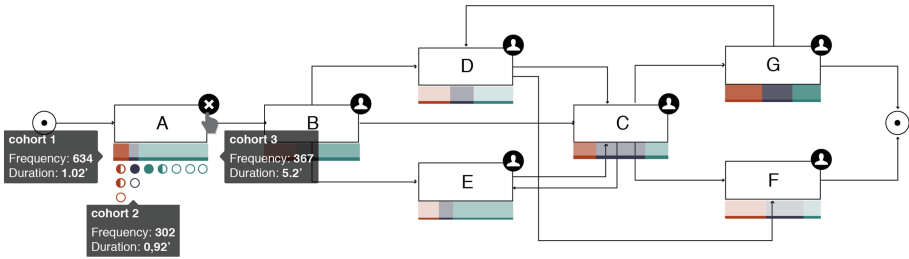 D
G
A
B
C
E
F
cohort 1
Frequency: 634
Duration: 1.02’
cohort 3
Frequency: 367
Duration: 5.2’
cohort 2
Frequency: 302
Duration: 0,92’